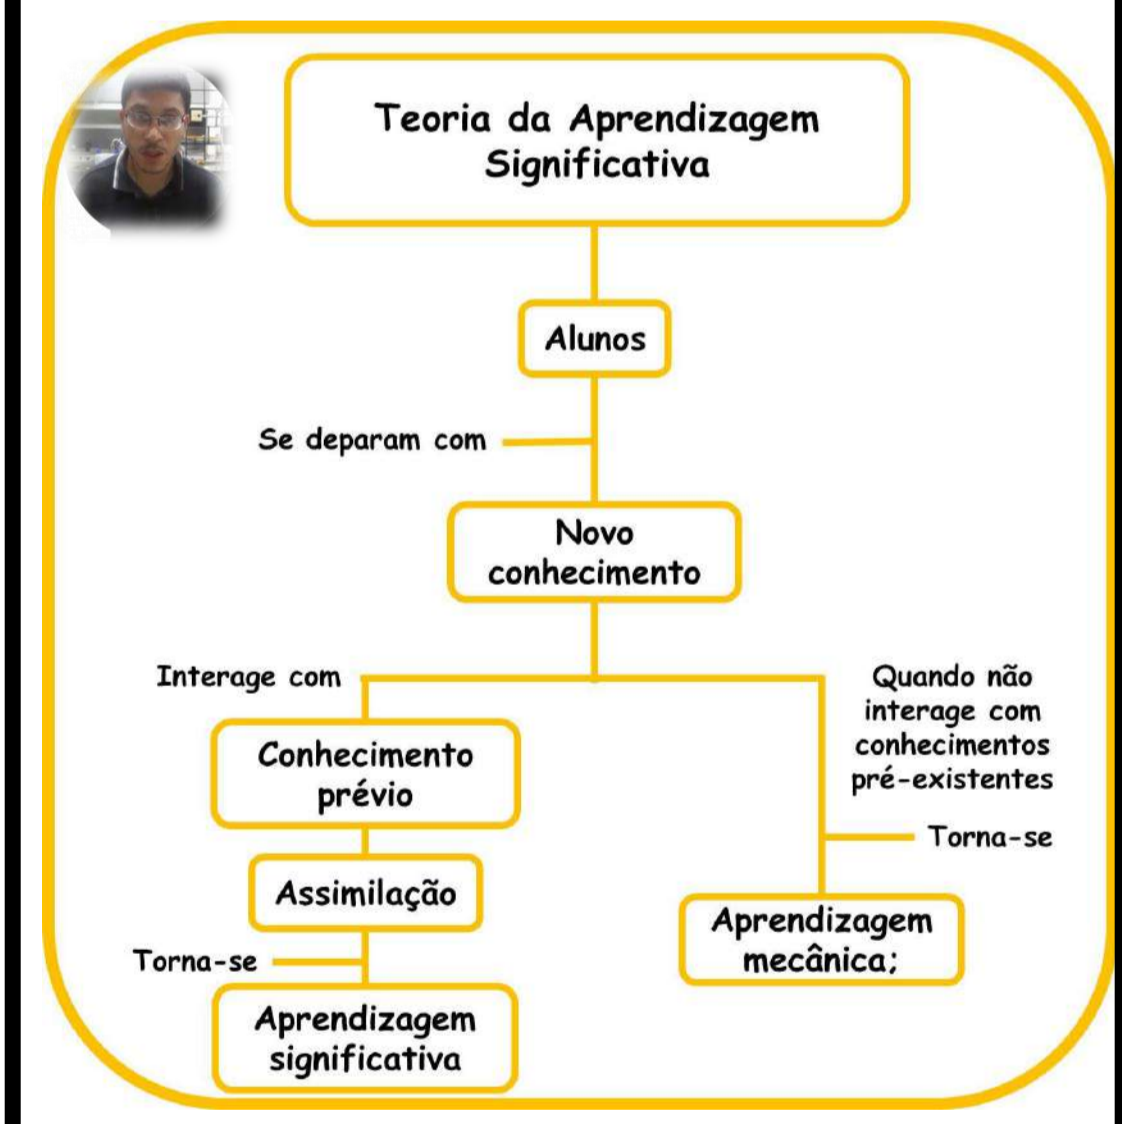 Teoria da Aprendizagem
Significativa
Alunos
Se deparam com
Novo
conhecimento
Interage com
Conhecimento
prévio
Assimilação
Torna-se
Aprendizagem
significativa
Quando não
interage com
conhecimentos
pré-existentes
Torna-se
Aprendizagem
mecânica;